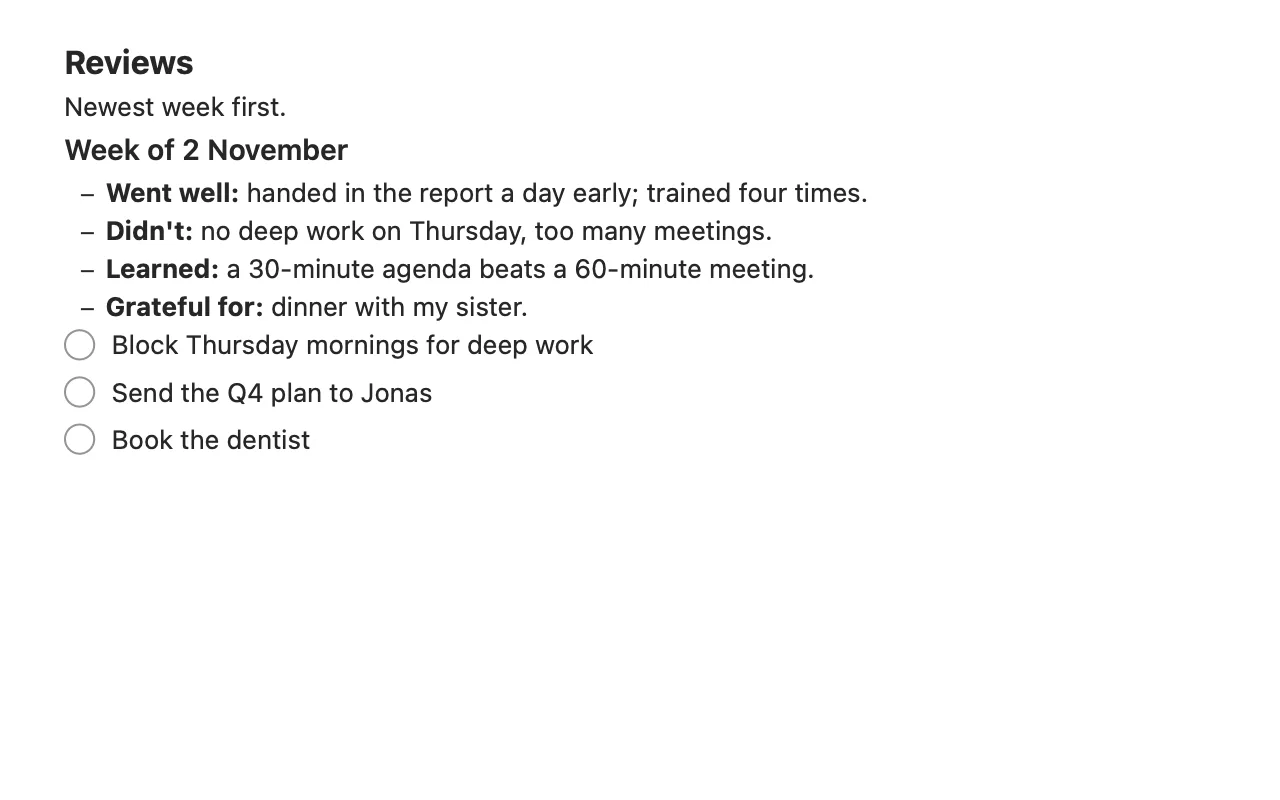 Reviews
Newest week first.
Week of 2 November
– Went well: handed in the report a day early; trained four times.
– Didn't: no deep work on Thursday, too many meetings.
– Learned: a 30-minute agenda beats a 60-minute meeting.
– Grateful for: dinner with my sister.
Block Thursday mornings for deep work
Send the Q4 plan to Jonas
Book the dentist